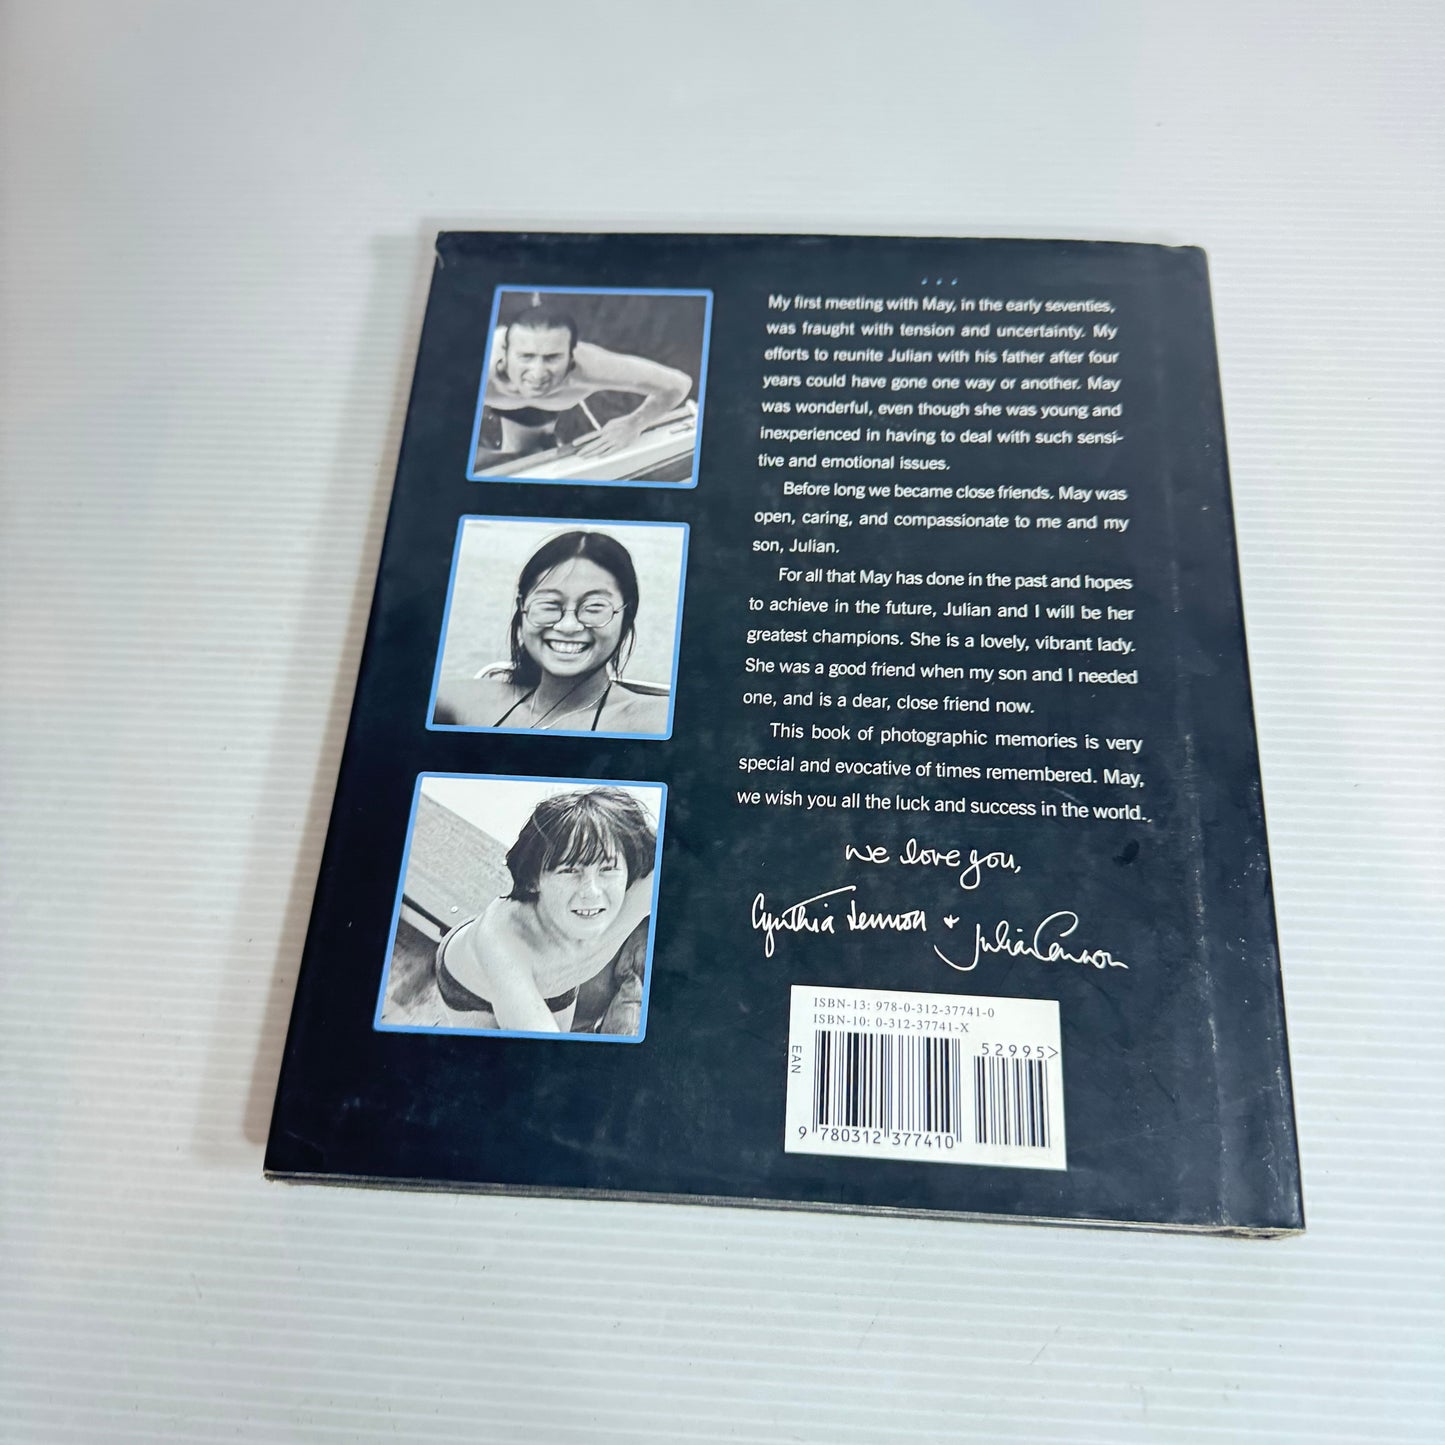 My first meeting with May, in the early seventies,
was fraught with tension and uncertainty. My
efforts to reunite Julian with his father after four
years could have gone one way or another. May
was wonderful, even though she was young and
inexperienced in having to deal with such sensi-
tive and emotional issues.
Before long we became close friends. May was
open, caring, and compassionate to me and my
son, Julian.
For all that May has done in the past and hopes
to achieve in the future, Julian and I will be her
greatest champions. She is a lovely, vibrant lady.
She was a good friend when my son and I needed
one, and is a dear, close friend now.
This book of photographic memories is very
special and evocative of times remembered. May,
we wish you all the luck and success in the world.
we love you,
Cynthia Lennon + Julian Lennon
ISBN-13: 978-0-312-37741-0
ISBN-10: 0-312-37741-X
EAN
52995>
9 780312 377410